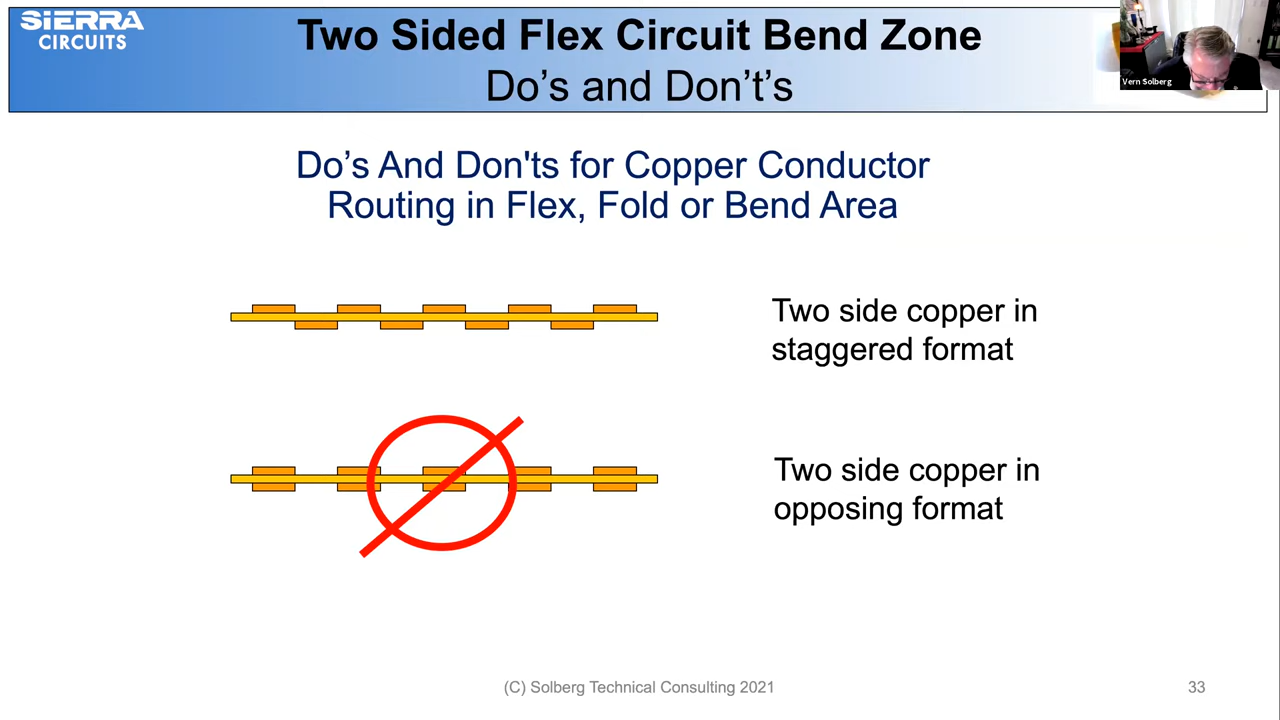 SIERRA
CIRCUITS
Two Sided Flex Circuit Bend Zone
Do’s and Don’t’s
Vern Solberg
Do’s And Don'ts for Copper Conductor
Routing in Flex, Fold or Bend Area
Two side copper in
staggered format
Two side copper in
opposing format
(C) Solberg Technical Consulting 2021
33